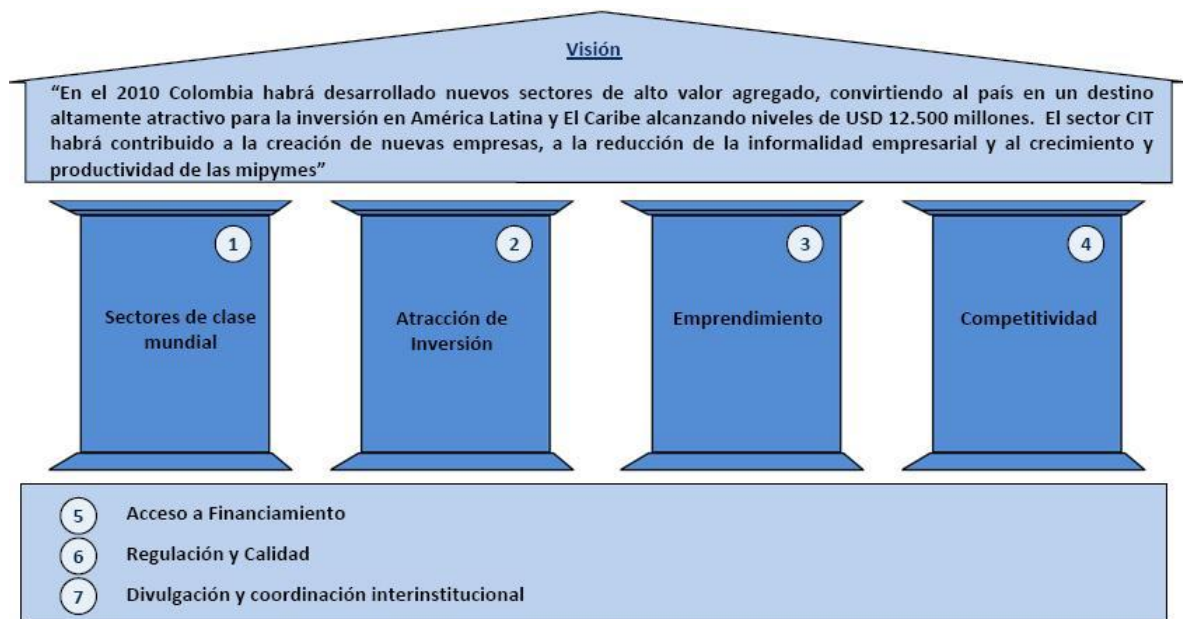 Visión
“En el 2010 Colombia habrá desarrollado nuevos sectores de alto valor agregado, convirtiendo al país en un destino
altamente atractivo para la inversión en América Latina y El Caribe alcanzando niveles de USD 12.500 millones. El sector CIT
habrá contribuido a la creación de nuevas empresas, a la reducción de la informalidad empresarial y al crecimiento y
productividad de las mipymes”
1
Sectores de clase
mundial
2
Atracción de
Inversión
3
Emprendimiento
4
Competitividad
5 Acceso a Financiamiento
6 Regulación y Calidad
7 Divulgación y coordinación interinstitucional